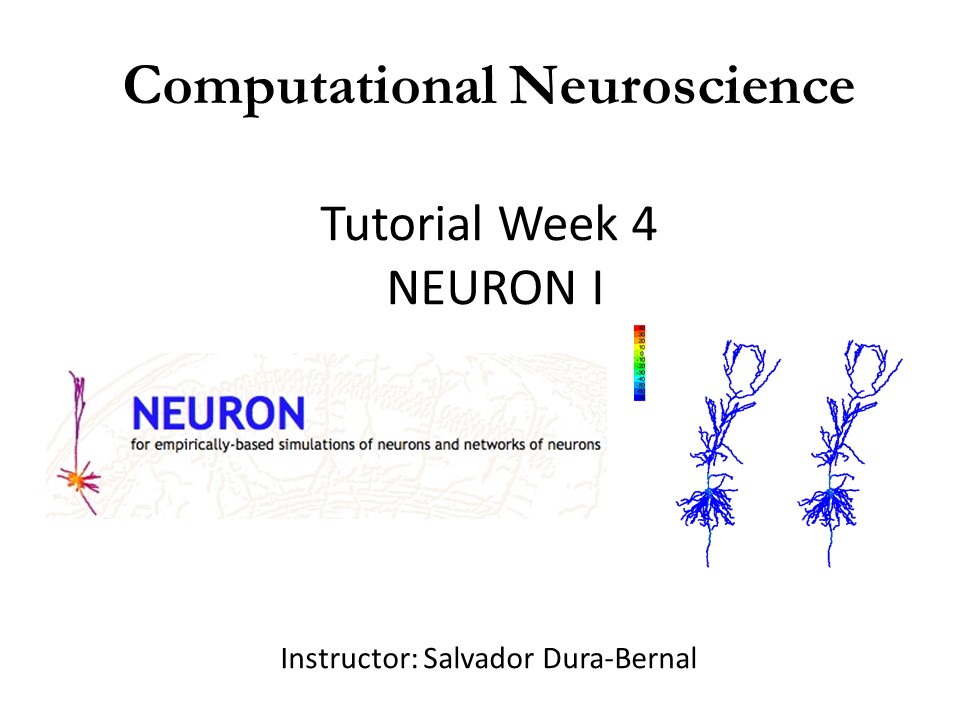 Computational Neuroscience
Tutorial Week 4
NEURON I
NEURON
for empirically-based simulations of neurons and networks of neurons
Instructor: Salvador Dura-Bernal